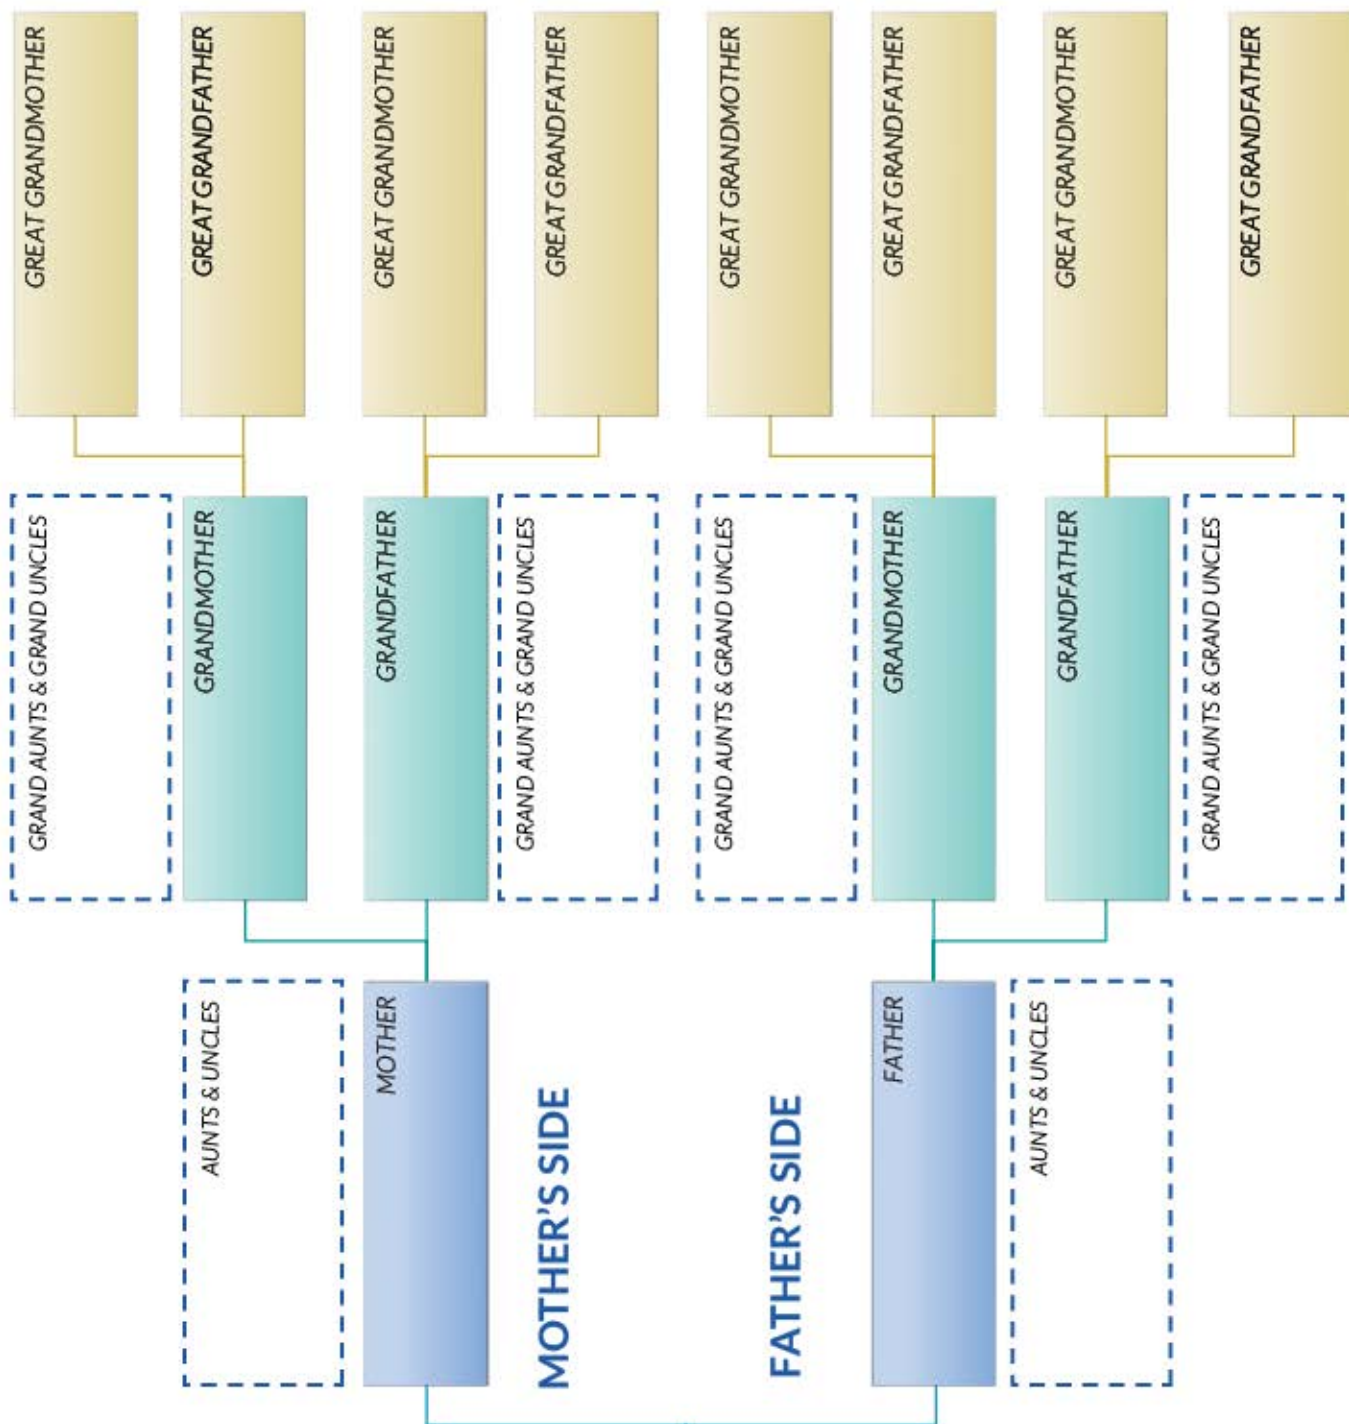 GREAT GRANDMOTHER
GREAT GRANDFATHER
GREAT GRANDMOTHER
GREAT GRANDFATHER
GREAT GRANDMOTHER
GREAT GRANDFATHER
GREAT GRANDMOTHER
GREAT GRANDFATHER
GRAND AUNTS & GRAND UNCLES
GRANDMOTHER
GRANDFATHER
GRAND AUNTS & GRAND UNCLES
GRAND AUNTS & GRAND UNCLES
GRANDMOTHER
GRANDFATHER
GRAND AUNTS & GRAND UNCLES
AUNTS & UNCLES
MOTHER
MOTHER'S SIDE
FATHER'S SIDE
FATHER
AUNTS & UNCLES